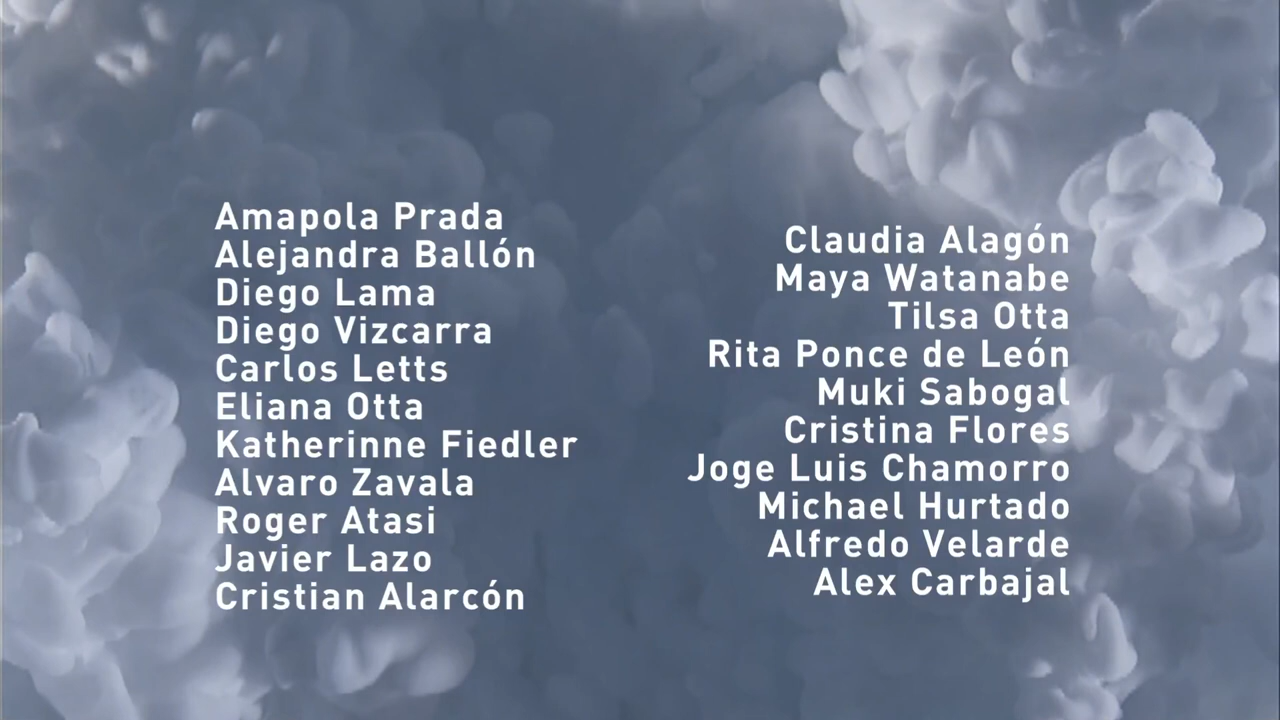 Amapola Prada
Alejandra Ballón
Diego Lama
Diego Vizcarra
Carlos Letts
Eliana Otta
Katherinne Fiedler
Alvaro Zavala
Roger Atasi
Javier Lazo
Cristian Alarcón
Claudia Alagón
Maya Watanabe
Tilsa Otta
Rita Ponce de León
Muki Sabogal
Cristina Flores
Joge Luis Chamorro
Michael Hurtado
Alfredo Velarde
Alex Carbajal